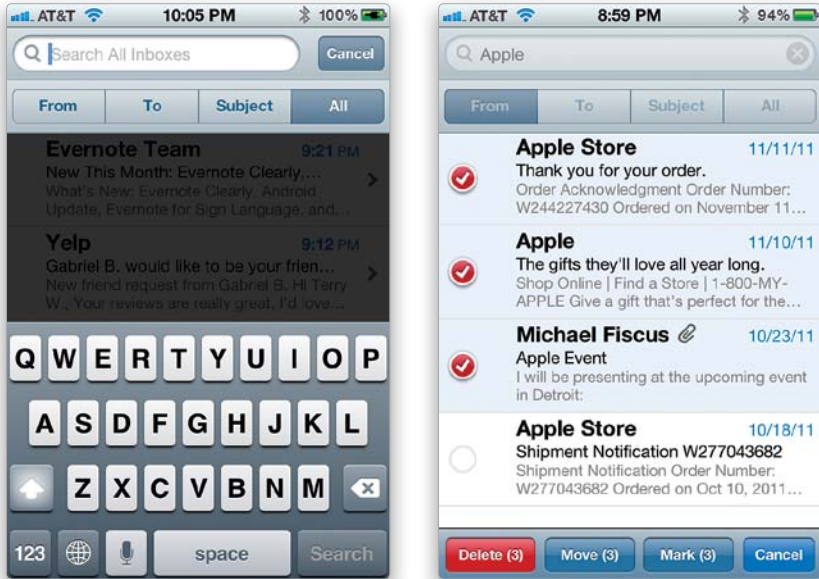 AT&T 10:05 PM 100%
Search All Inboxes Cancel
From To Subject All
Evernote Team 9:21 PM
New This Month: Evernote Clearly,...
What's New: Evernote Clearly, Android
Update, Evernote for Sign Language, and...
Yelp 9:12 PM
Gabriel B. would like to be your frien...
New friend request from Gabriel B. Hi Terry
W., Your reviews are really great, I'd love...
Q W E R T Y U I O P
A S D F G H J K L
Z X C V B N M
123 space Search
AT&T 8:59 PM 94%
Apple
From To Subject All
Apple Store 11/11/11
Thank you for your order.
Order Acknowledgment Order Number:
W244227430 Ordered on November 11...
Apple 11/10/11
The gifts they'll love all year long.
Shop Online | Find a Store | 1-800-MY-
APPLE Give a gift that's perfect for the...
Michael Fiscus 10/23/11
Apple Event
I will be presenting at the upcoming event
in Detroit:
Apple Store 10/18/11
Shipment Notification W277043682
Shipment Notification Order Number:
W277043682 Ordered on Oct 10, 2011...
Delete (3) Move (3) Mark (3) Cancel